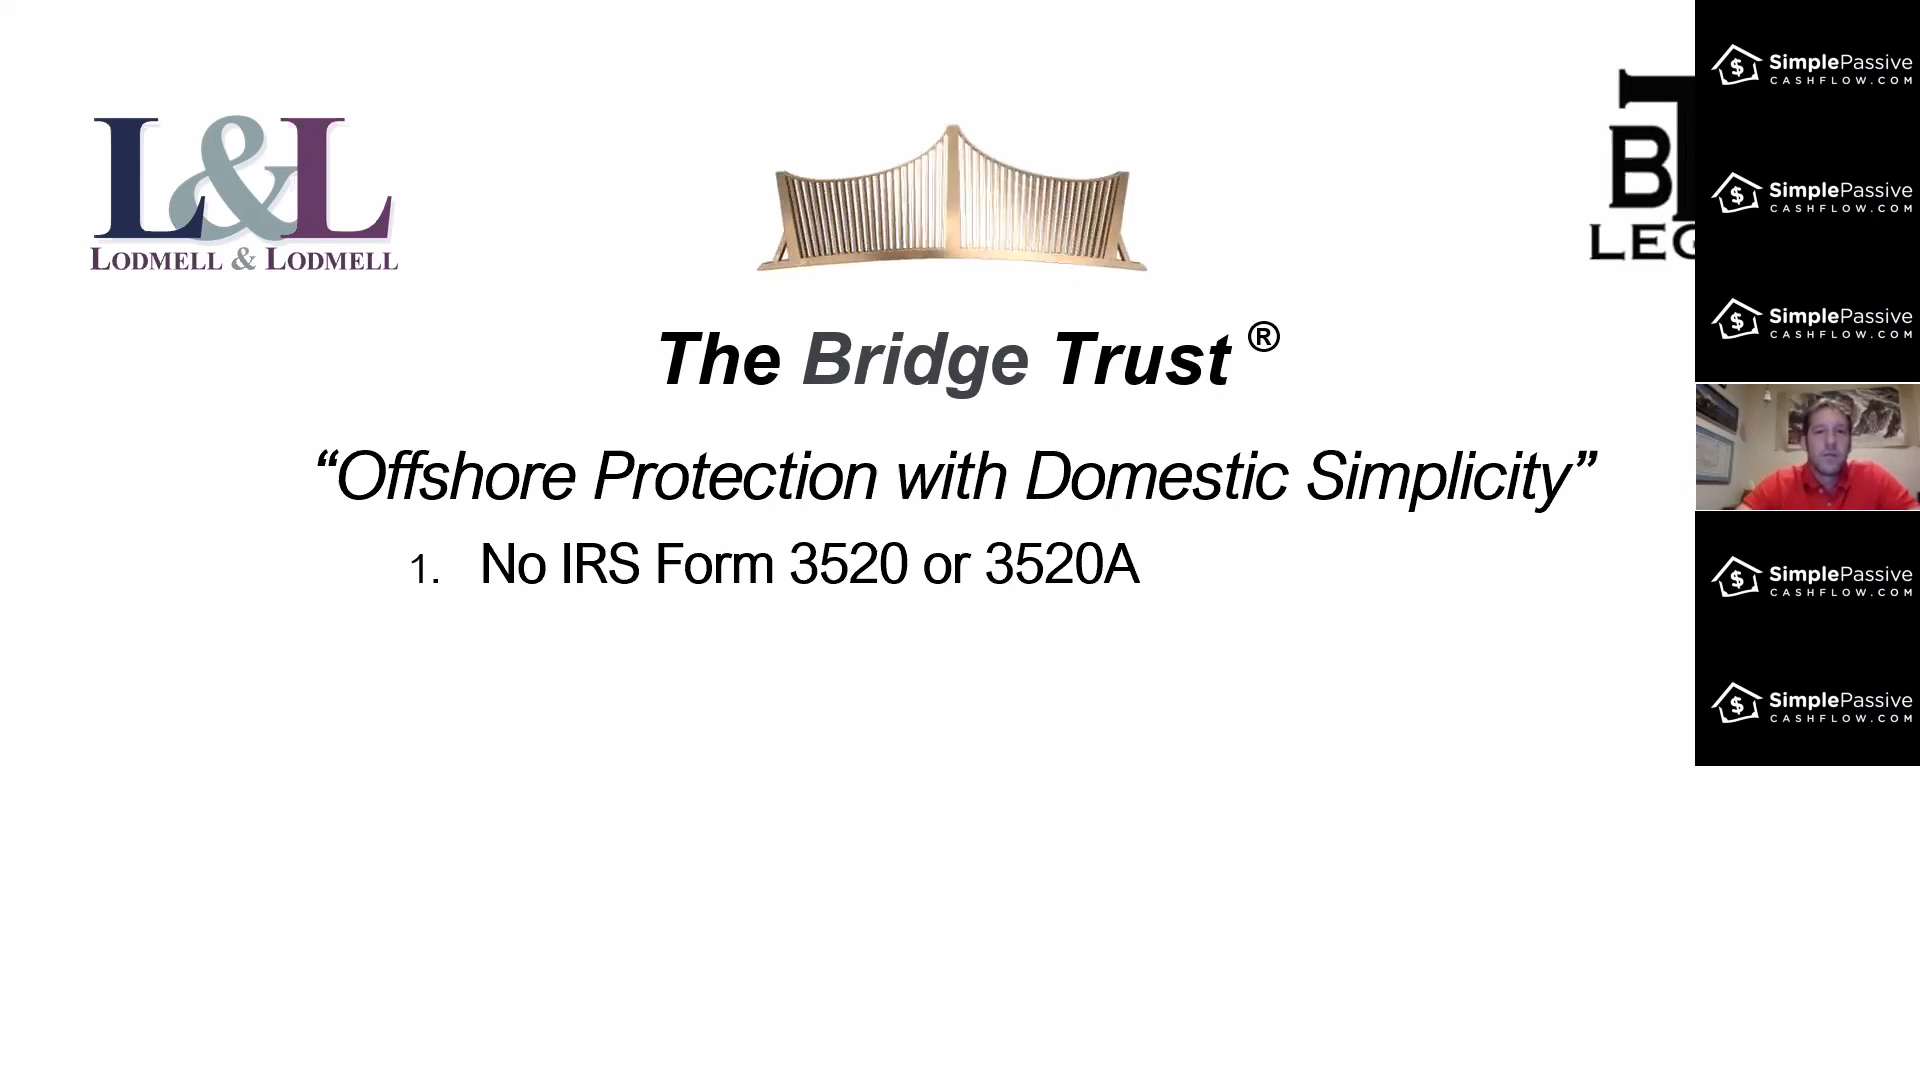 L&L
LODMELL & LODMELL
The Bridge Trust ®
“Offshore Protection with Domestic Simplicity”
1. No IRS Form 3520 or 3520A
SimplePassive
CASHFLOW.COM
SimplePassive
CASHFLOW.COM
SimplePassive
CASHFLOW.COM
SimplePassive
CASHFLOW.COM
SimplePassive
CASHFLOW.COM